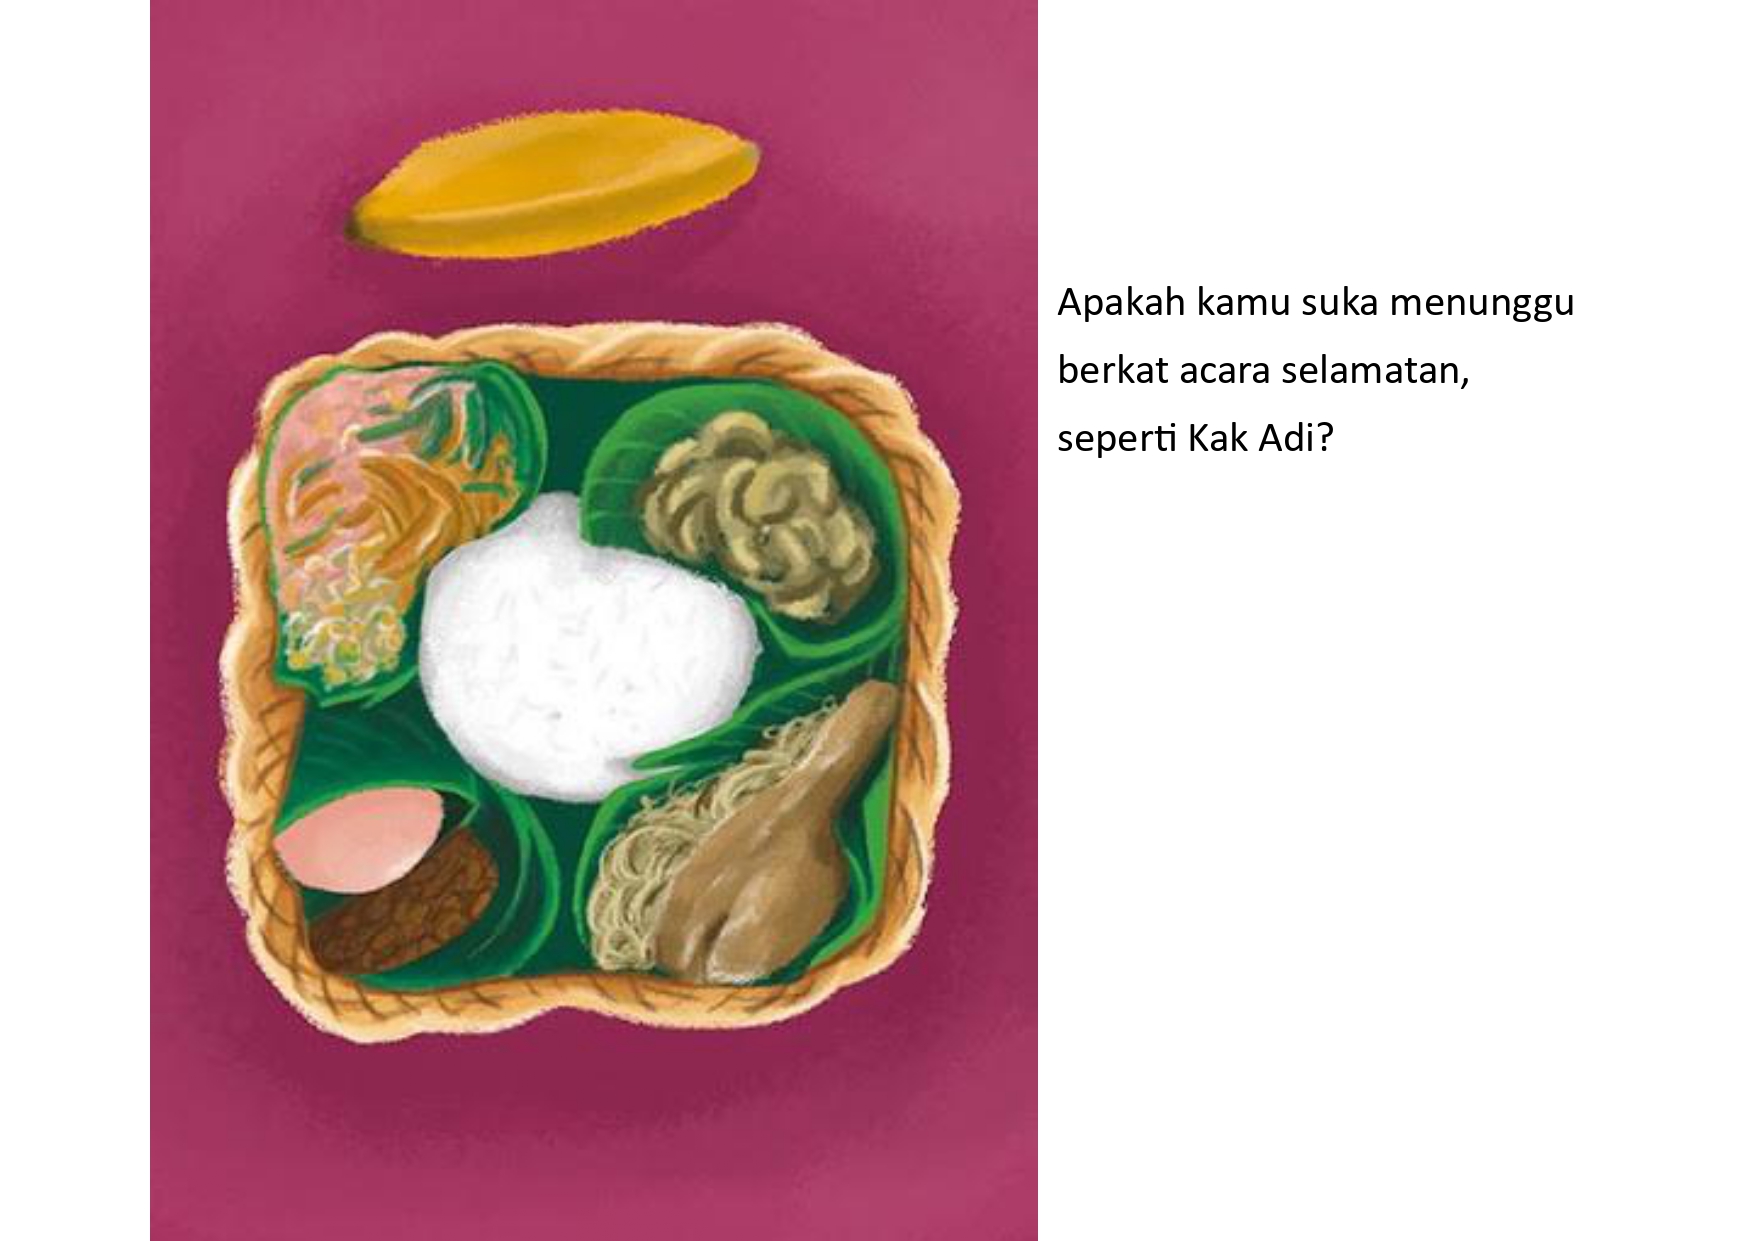 Apakah kamu suka menunggu
berkat acara selamatan,
seperti Kak Adi?